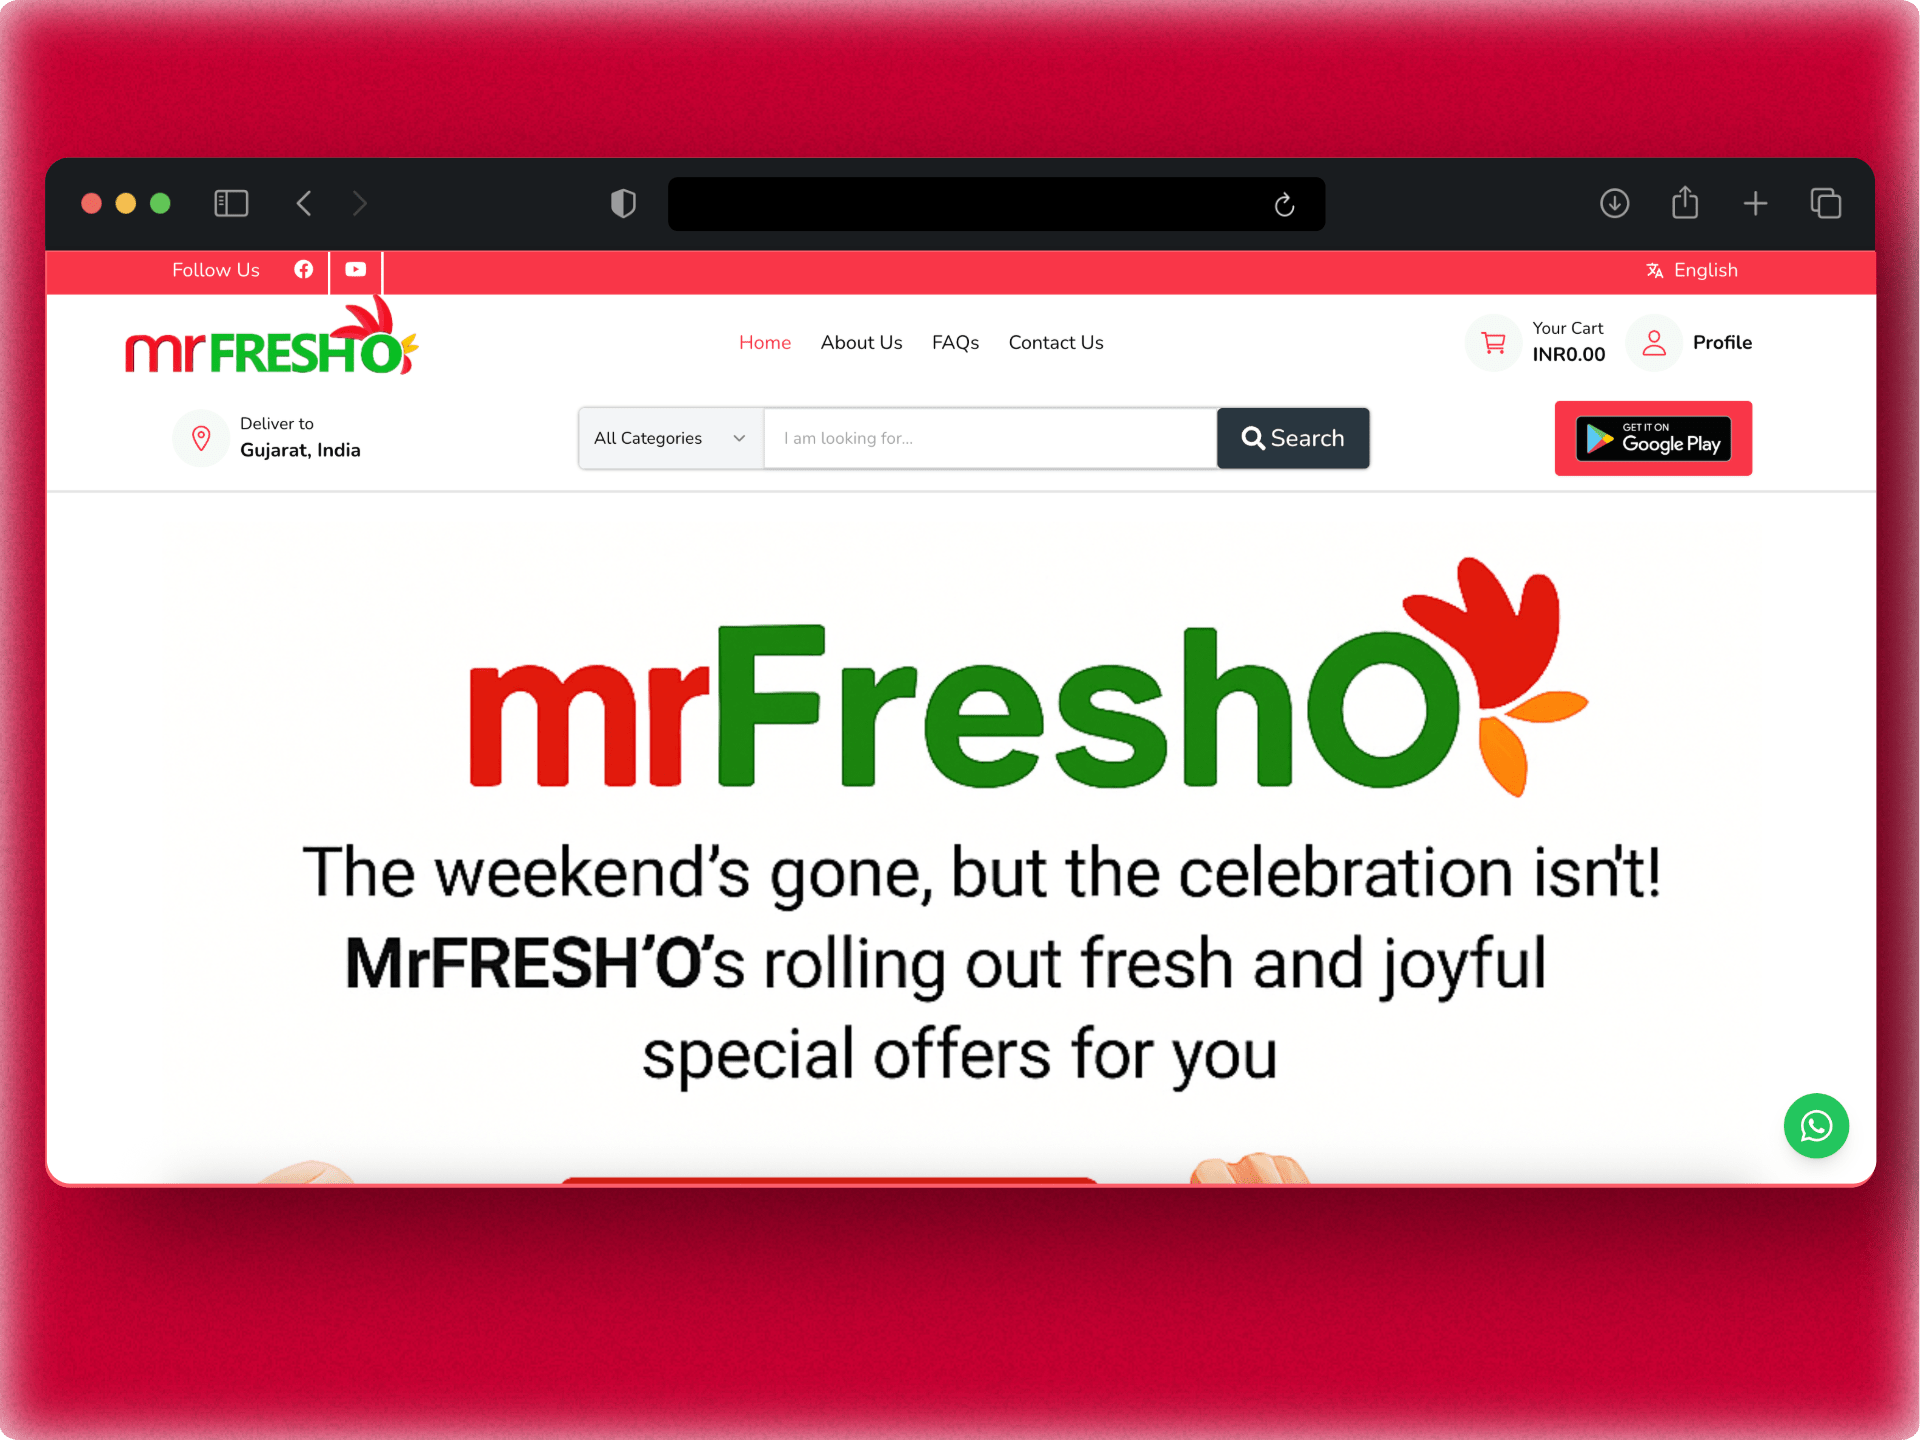 Follow Us
English
mrFRESH'O
Home About Us FAQs Contact Us
Your Cart
INR0.00
Profile
Deliver to
Gujarat, India
All Categories
I am looking for...
Search
GET IT ON
Google Play
mrFreshO
The weekend’s gone, but the celebration isn't!
MrFRESH’O’s rolling out fresh and joyful
special offers for you